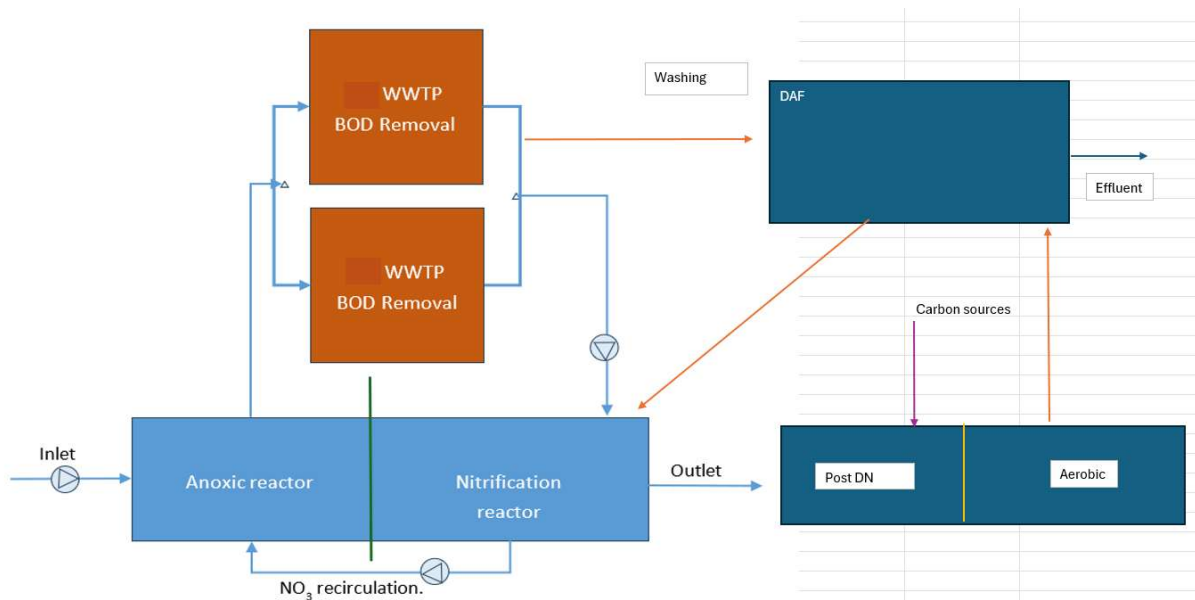 WWTP
BOD Removal
WWTP
BOD Removal
Washing
DAF
Effluent
Carbon sources
Inlet
Anoxic reactor
Nitrification
reactor
Outlet
Post DN
Aerobic
NO₃ recirculation.